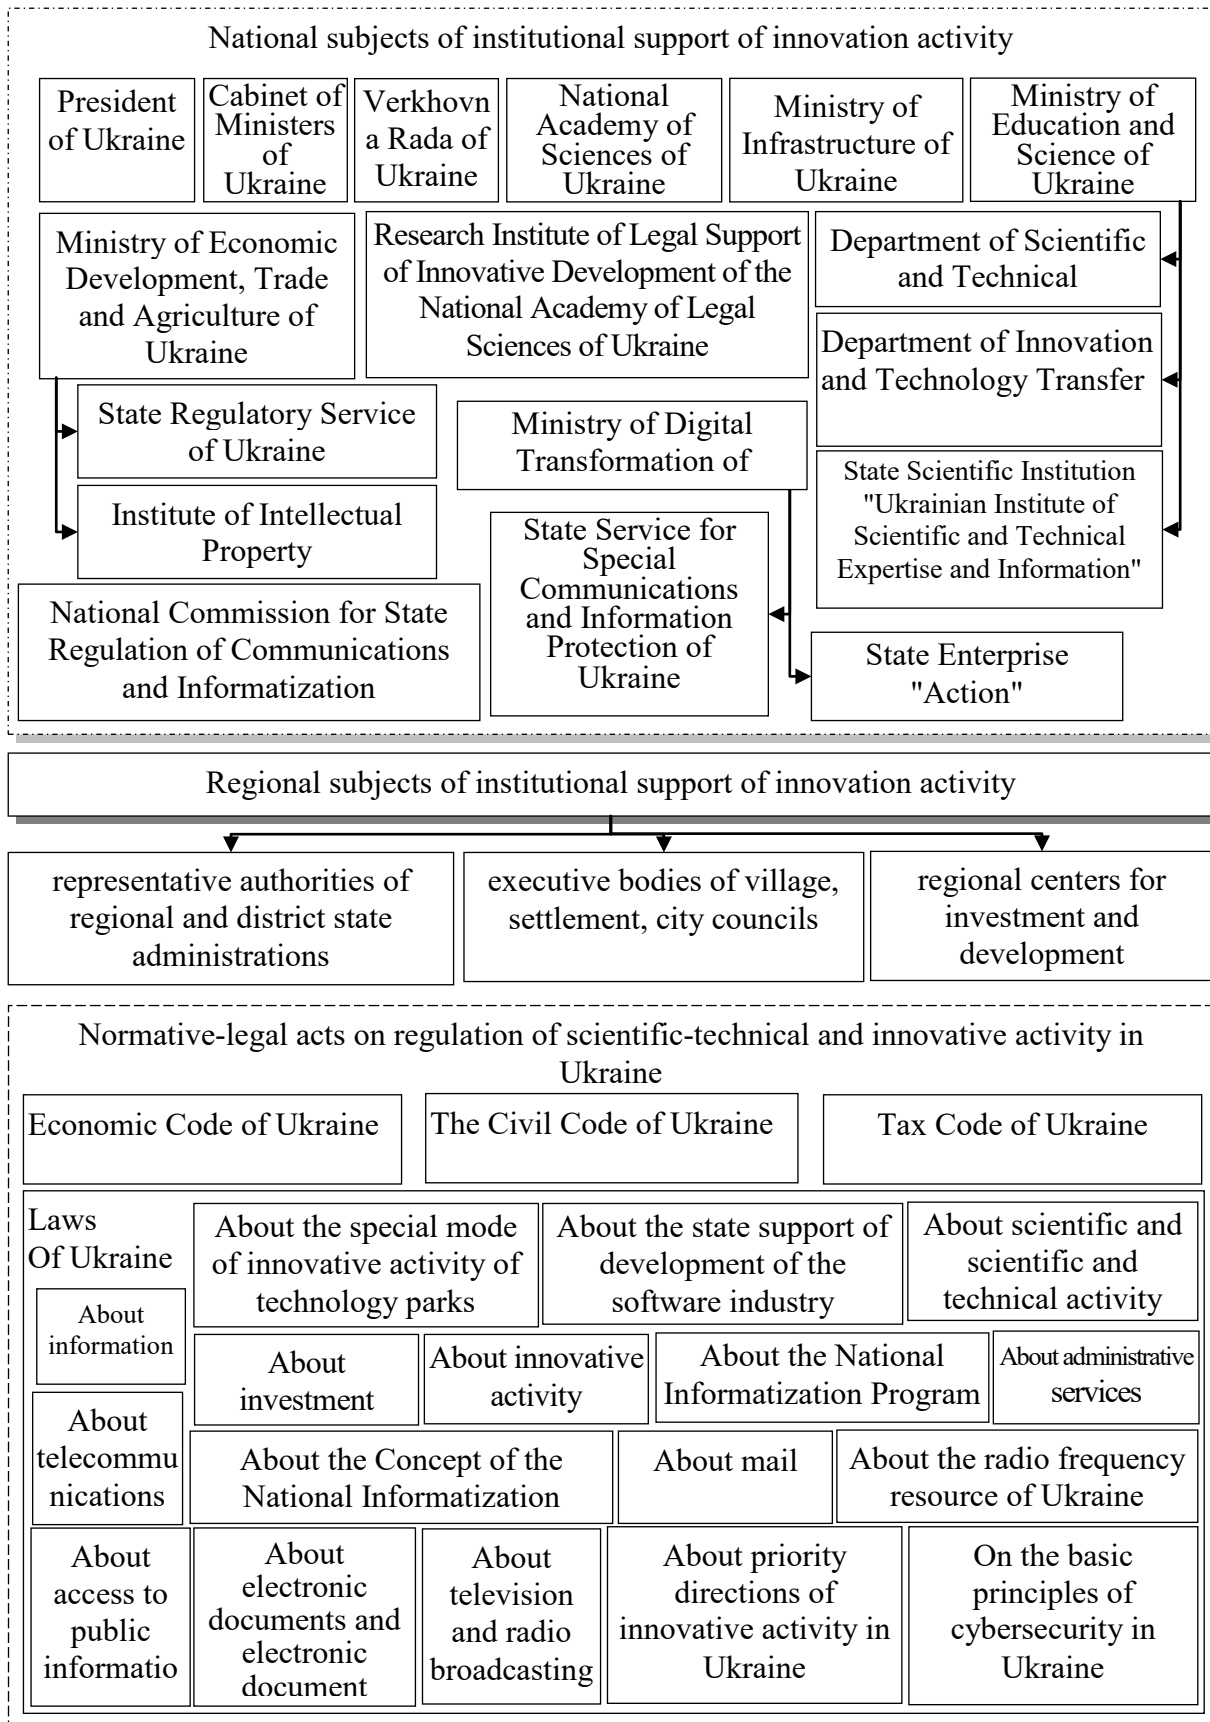 National subjects of institutional support of innovation activity
President
of Ukraine
Cabinet of
Ministers
of
Ukraine
Verkhovn
a Rada of
Ukraine
National
Academy of
Sciences of
Ukraine
Ministry of
Infrastructure of
Ukraine
Ministry of
Education and
Science of
Ukraine
Ministry of Economic
Development, Trade
and Agriculture of
Ukraine
Research Institute of Legal Support
of Innovative Development of the
National Academy of Legal
Sciences of Ukraine
Department of Scientific
and Technical
Department of Innovation
and Technology Transfer
State Regulatory Service
of Ukraine
Ministry of Digital
Transformation of
State Scientific Institution
"Ukrainian Institute of
Scientific and Technical
Expertise and Information"
Institute of Intellectual
Property
State Service for
Special
Communications
and Information
Protection of
Ukraine
National Commission for State
Regulation of Communications
and Informatization
State Enterprise
"Action"
Regional subjects of institutional support of innovation activity
representative authorities of
regional and district state
administrations
executive bodies of village,
settlement, city councils
regional centers for
investment and
development
Normative-legal acts on regulation of scientific-technical and innovative activity in
Ukraine
Economic Code of Ukraine
The Civil Code of Ukraine
Tax Code of Ukraine
Laws
Of Ukraine
About the special mode
of innovative activity of
technology parks
About the state support of
development of the
software industry
About scientific and
scientific and
technical activity
About
information
About
investment
About innovative
activity
About the National
Informatization Program
About administrative
services
About
telecommu
nications
About the Concept of the
National Informatization
About mail
About the radio frequency
resource of Ukraine
About
access to
public
informatio
About
electronic
documents and
electronic
document
About
television
and radio
broadcasting
About priority
directions of
innovative activity in
Ukraine
On the basic
principles of
cybersecurity in
Ukraine